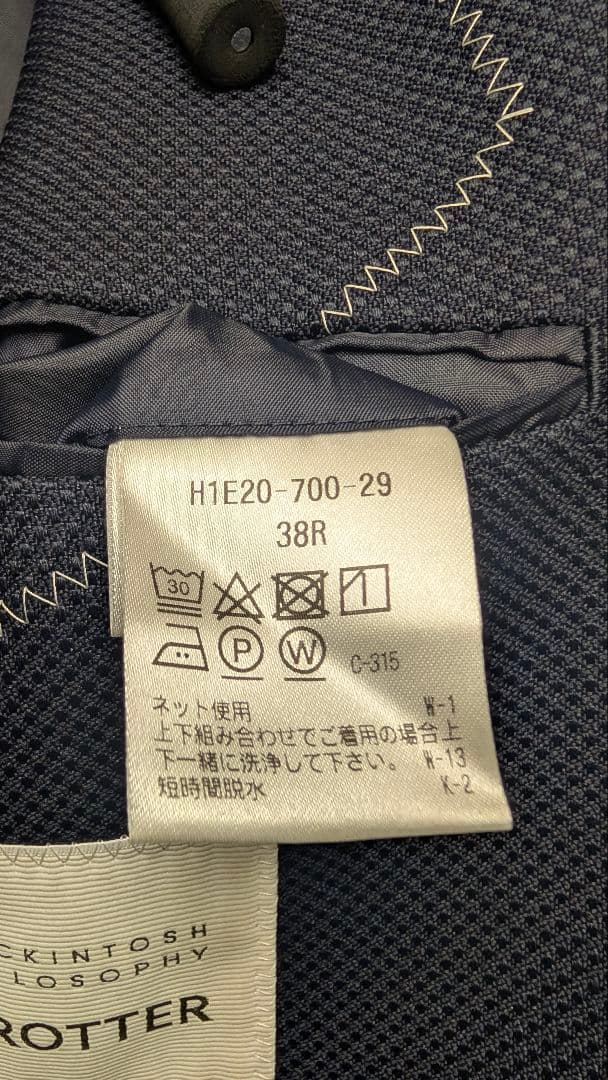 H1E20-700-29
38R
30
P W C-315
ネット使用 W-1
上下組み合わせてご着用の場合上
下一緒に洗浄して下さい。 W-13
短時間脱水 K-2
CKINTOSH
LOSOPHY
ROTTER